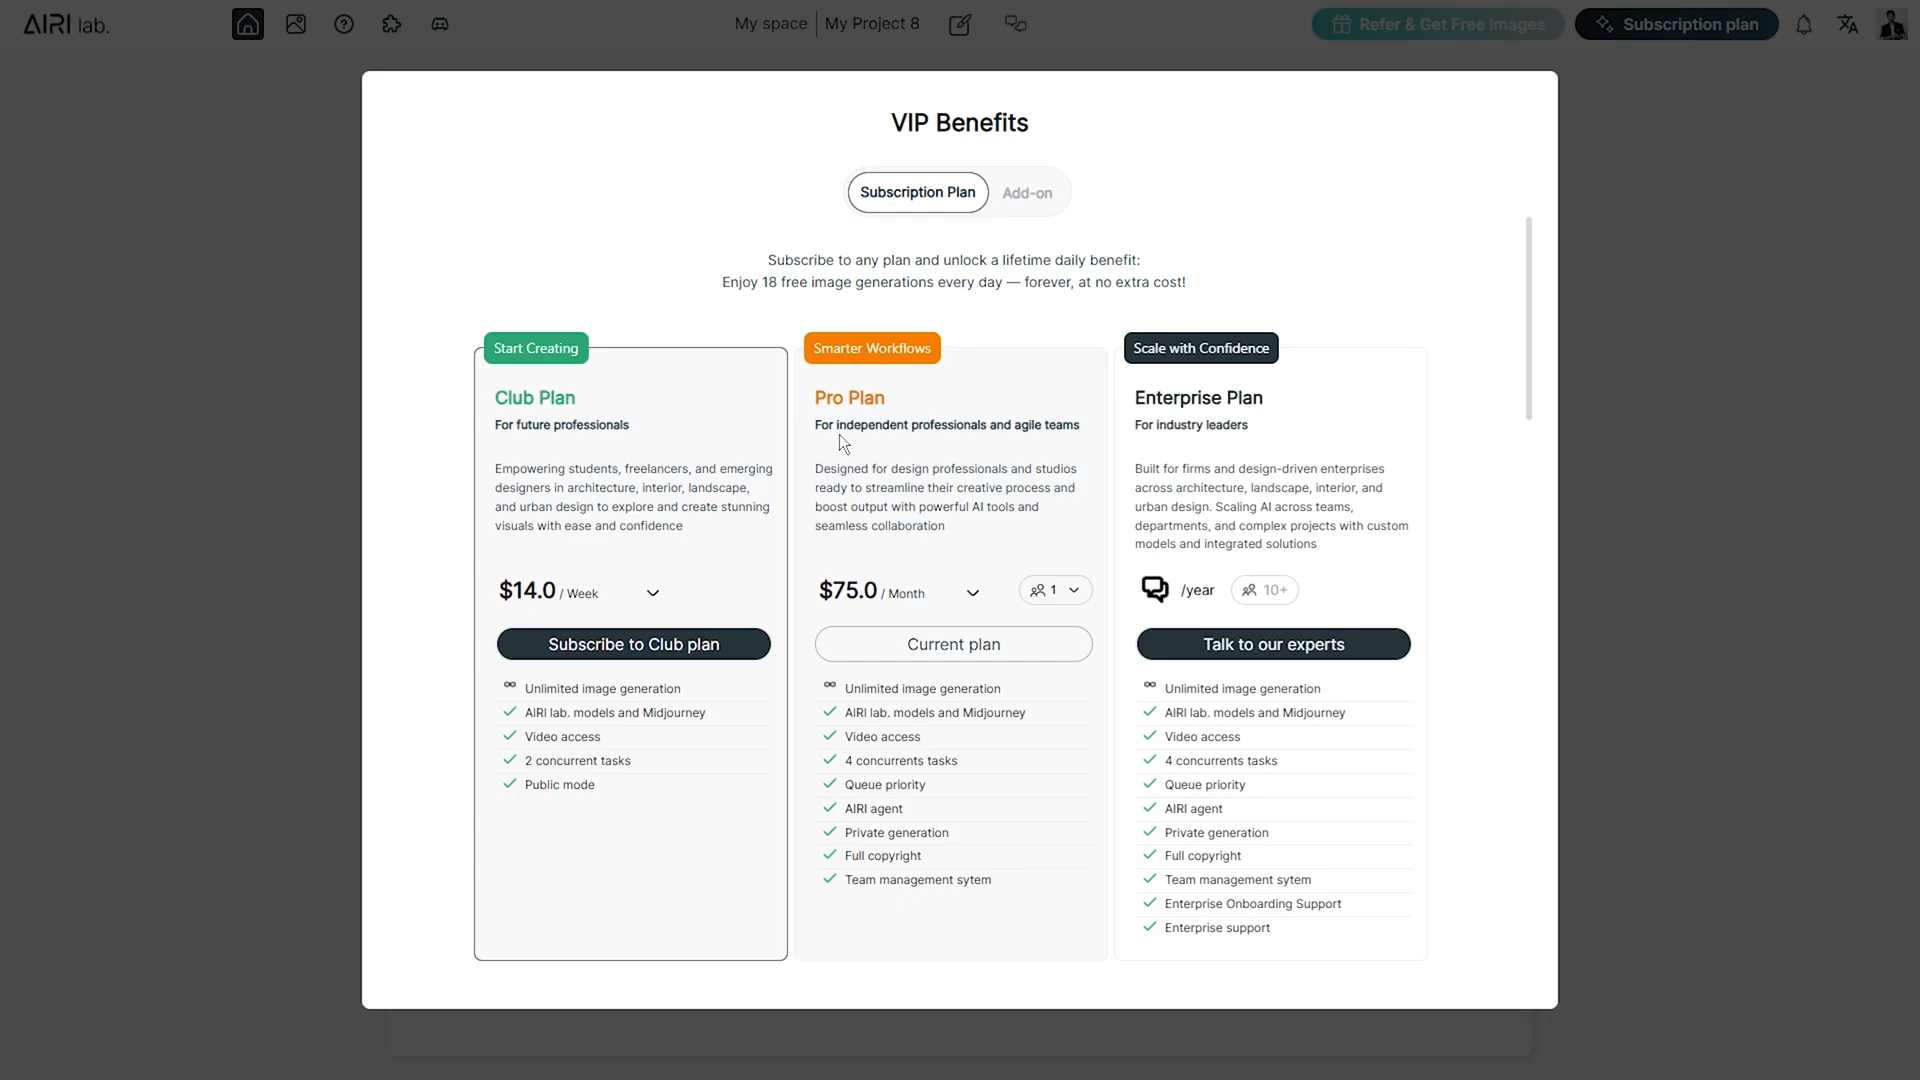 AIRI lab.
My space
My Project 8
Refer & Get Free Images
Subscription plan
VIP Benefits
Subscription Plan
Add-on
Subscribe to any plan and unlock a lifetime daily benefit:
Enjoy 18 free image generations every day — forever, at no extra cost!
Start Creating
Club Plan
For future professionals
Empowering students, freelancers, and emerging
designers in architecture, interior, landscape,
and urban design to explore and create stunning
visuals with ease and confidence
$14.0 / Week
Subscribe to Club plan
Unlimited image generation
AIRI lab. models and Midjourney
Video access
2 concurrent tasks
Public mode
Smarter Workflows
Pro Plan
For independent professionals and agile teams
Designed for design professionals and studios
ready to streamline their creative process and
boost output with powerful AI tools and
seamless collaboration
$75.0 / Month
1
Current plan
Unlimited image generation
AIRI lab. models and Midjourney
Video access
4 concurrents tasks
Queue priority
AIRI agent
Private generation
Full copyright
Team management sytem
Scale with Confidence
Enterprise Plan
For industry leaders
Built for firms and design-driven enterprises
across architecture, landscape, interior, and
urban design. Scaling AI across teams,
departments, and complex projects with custom
models and integrated solutions
/year
10+
Talk to our experts
Unlimited image generation
AIRI lab. models and Midjourney
Video access
4 concurrents tasks
Queue priority
AIRI agent
Private generation
Full copyright
Team management sytem
Enterprise Onboarding Support
Enterprise support